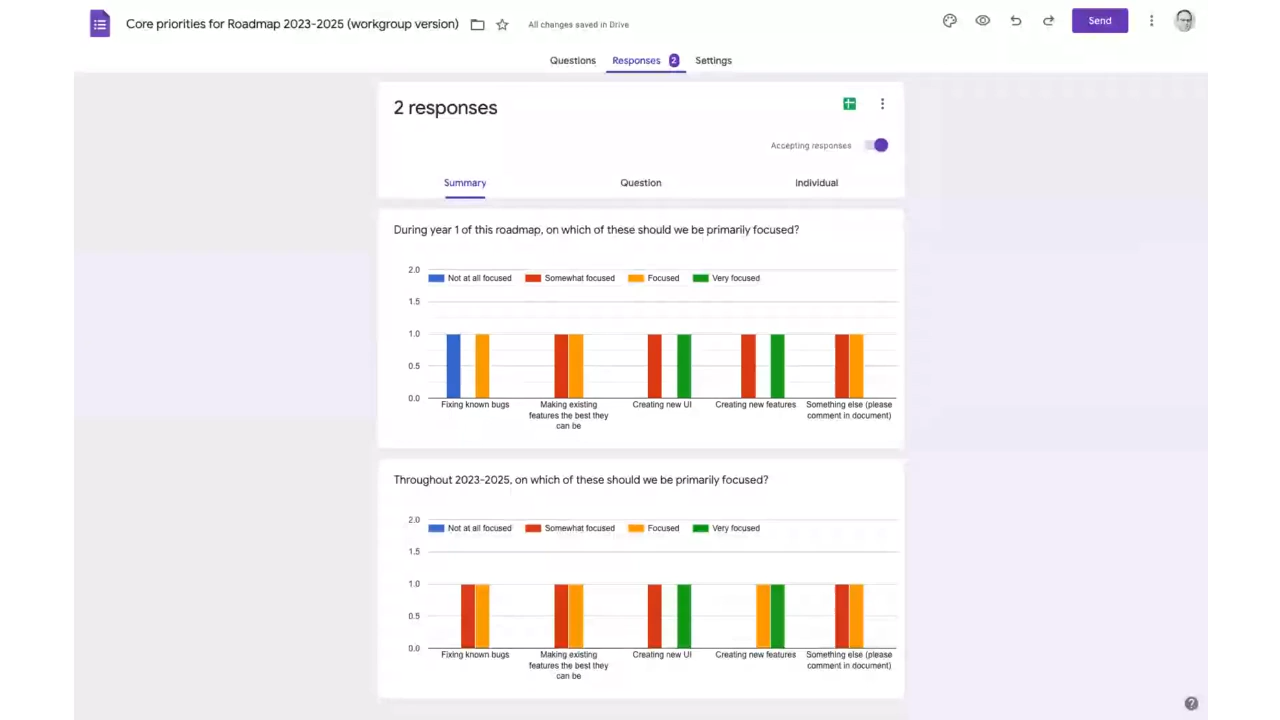 Core priorities for Roadmap 2023-2025 (workgroup version)
All changes saved in Drive
Send
Questions
Responses 2
Settings
2 responses
Accepting responses
Summary
Question
Individual
During year 1 of this roadmap, on which of these should we be primarily focused?
2.0
Not at all focused
Somewhat focused
Focused
Very focused
1.5
1.0
0.5
0.0
Fixing known bugs
Making existing
features the best they
can be
Creating new UI
Creating new features
Something else (please
comment in document)
Throughout 2023-2025, on which of these should we be primarily focused?
2.0
Not at all focused
Somewhat focused
Focused
Very focused
1.5
1.0
0.5
0.0
Fixing known bugs
Making existing
features the best they
can be
Creating new UI
Creating new features
Something else (please
comment in document)